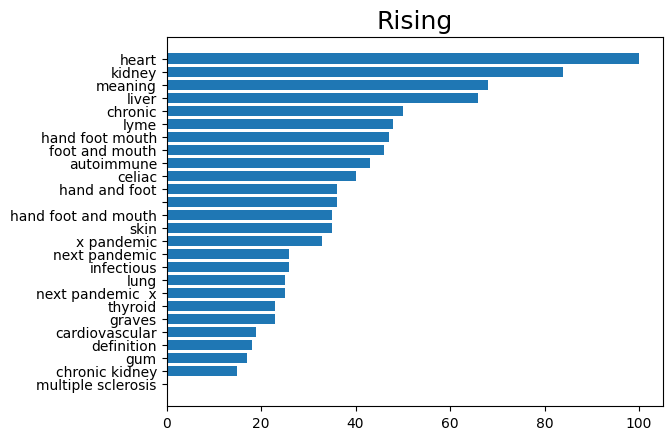 Rising
heart
kidney
meaning
liver
chronic
lyme
hand foot mouth
foot and mouth
autoimmune
celiac
hand and foot
hand foot and mouth
skin
x pandemic
next pandemic
infectious
lung
next pandemic  x
thyroid
graves
cardiovascular
definition
gum
chronic kidney
multiple sclerosis
0 20 40 60 80 100